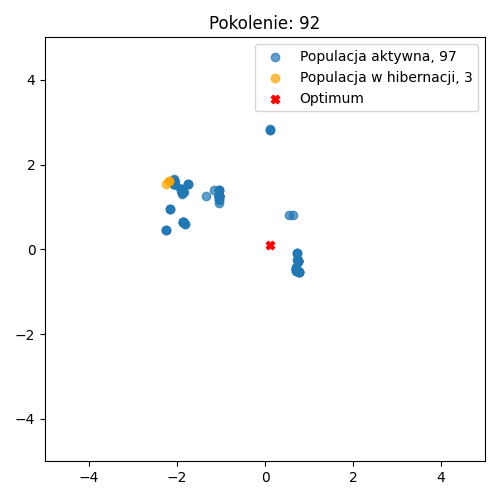 Pokolenie: 92
Populacja aktywna, 97
Populacja w hibernacji, 3
Optimum
4
2
0
−2
−4
−4
−2
0
2
4